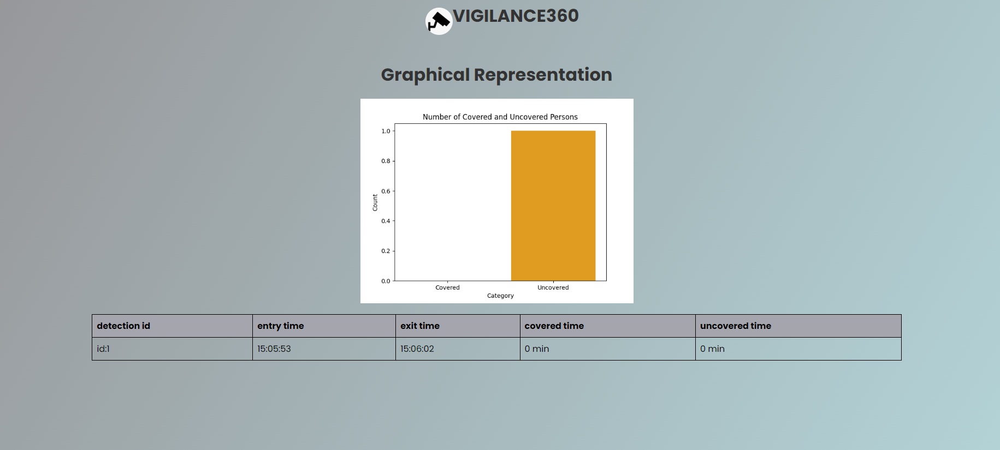 VIGILANCE360
Graphical Representation
Number of Covered and Uncovered Persons
1.0
0.8
0.6
0.4
0.2
0.0
Count
Covered Uncovered
Category
detection id entry time exit time covered time uncovered time
id:1 15:05:53 15:06:02 0 min 0 min